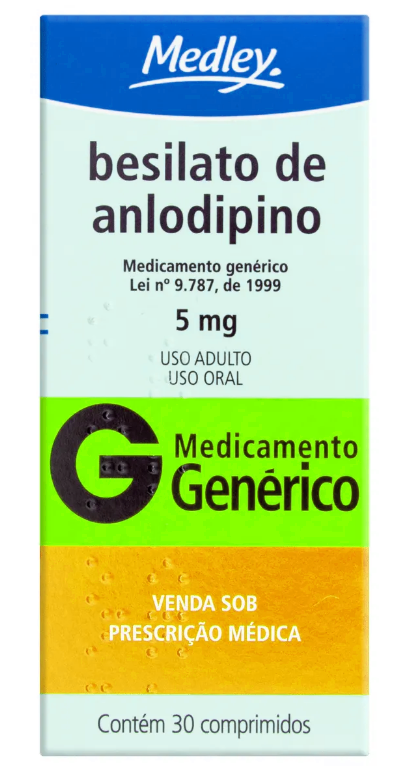 Medley.
besilato de
anlodipino
Medicamento genérico
Lei nº 9.787, de 1999
5 mg
USO ADULTO
USO ORAL
G Medicamento
Genérico
VENDA SOB
PRESCRIÇÃO MÉDICA
Contém 30 comprimidos